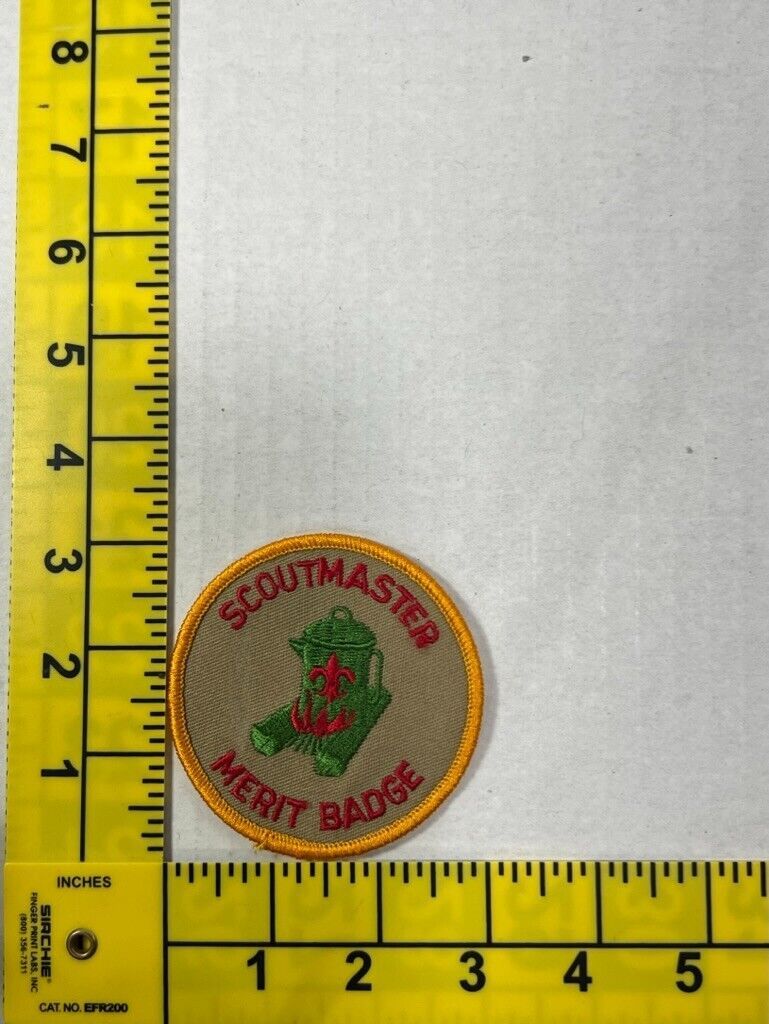 8
7
6
5
4
3
2
1
SCOUTMASTER
MERIT BADGE
INCHES
SIRCHIE®
FINGER PRINT LABS, INC
(800) 356-7311
CAT. NO. EFR200
1 2 3 4 5